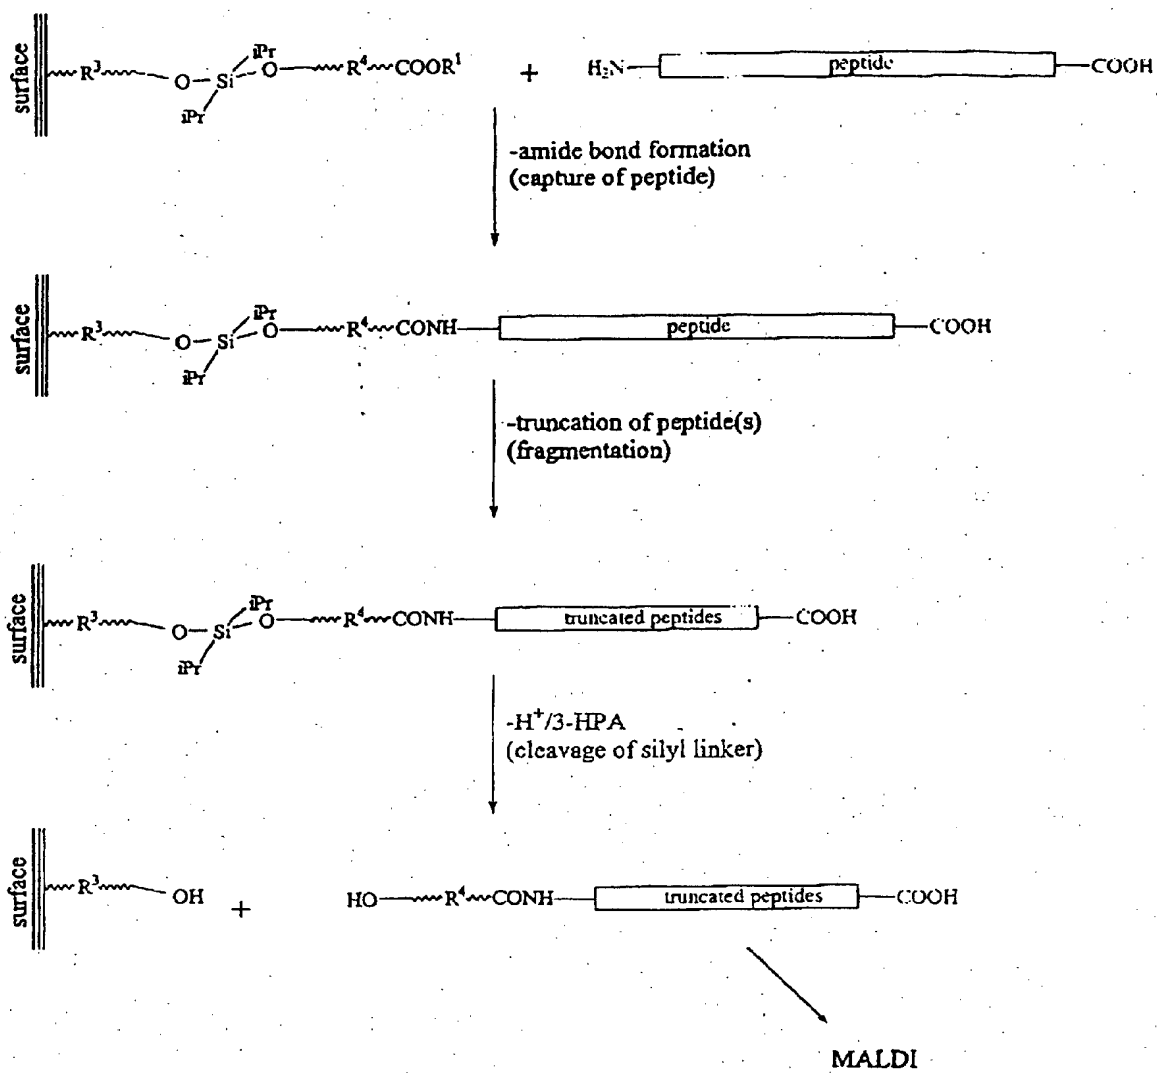 surface
R³ O Si iPr iPr O R⁴ COOR¹ + H₂N peptide COOH
-amide bond formation
(capture of peptide)
surface
R³ O Si iPr iPr O R⁴ CONH peptide COOH
-truncation of peptide(s)
(fragmentation)
surface
R³ O Si iPr iPr O R⁴ CONH truncated peptides COOH
-H⁺/3-HPA
(cleavage of silyl linker)
surface
R³ OH + HO R⁴ CONH truncated peptides COOH
MALDI